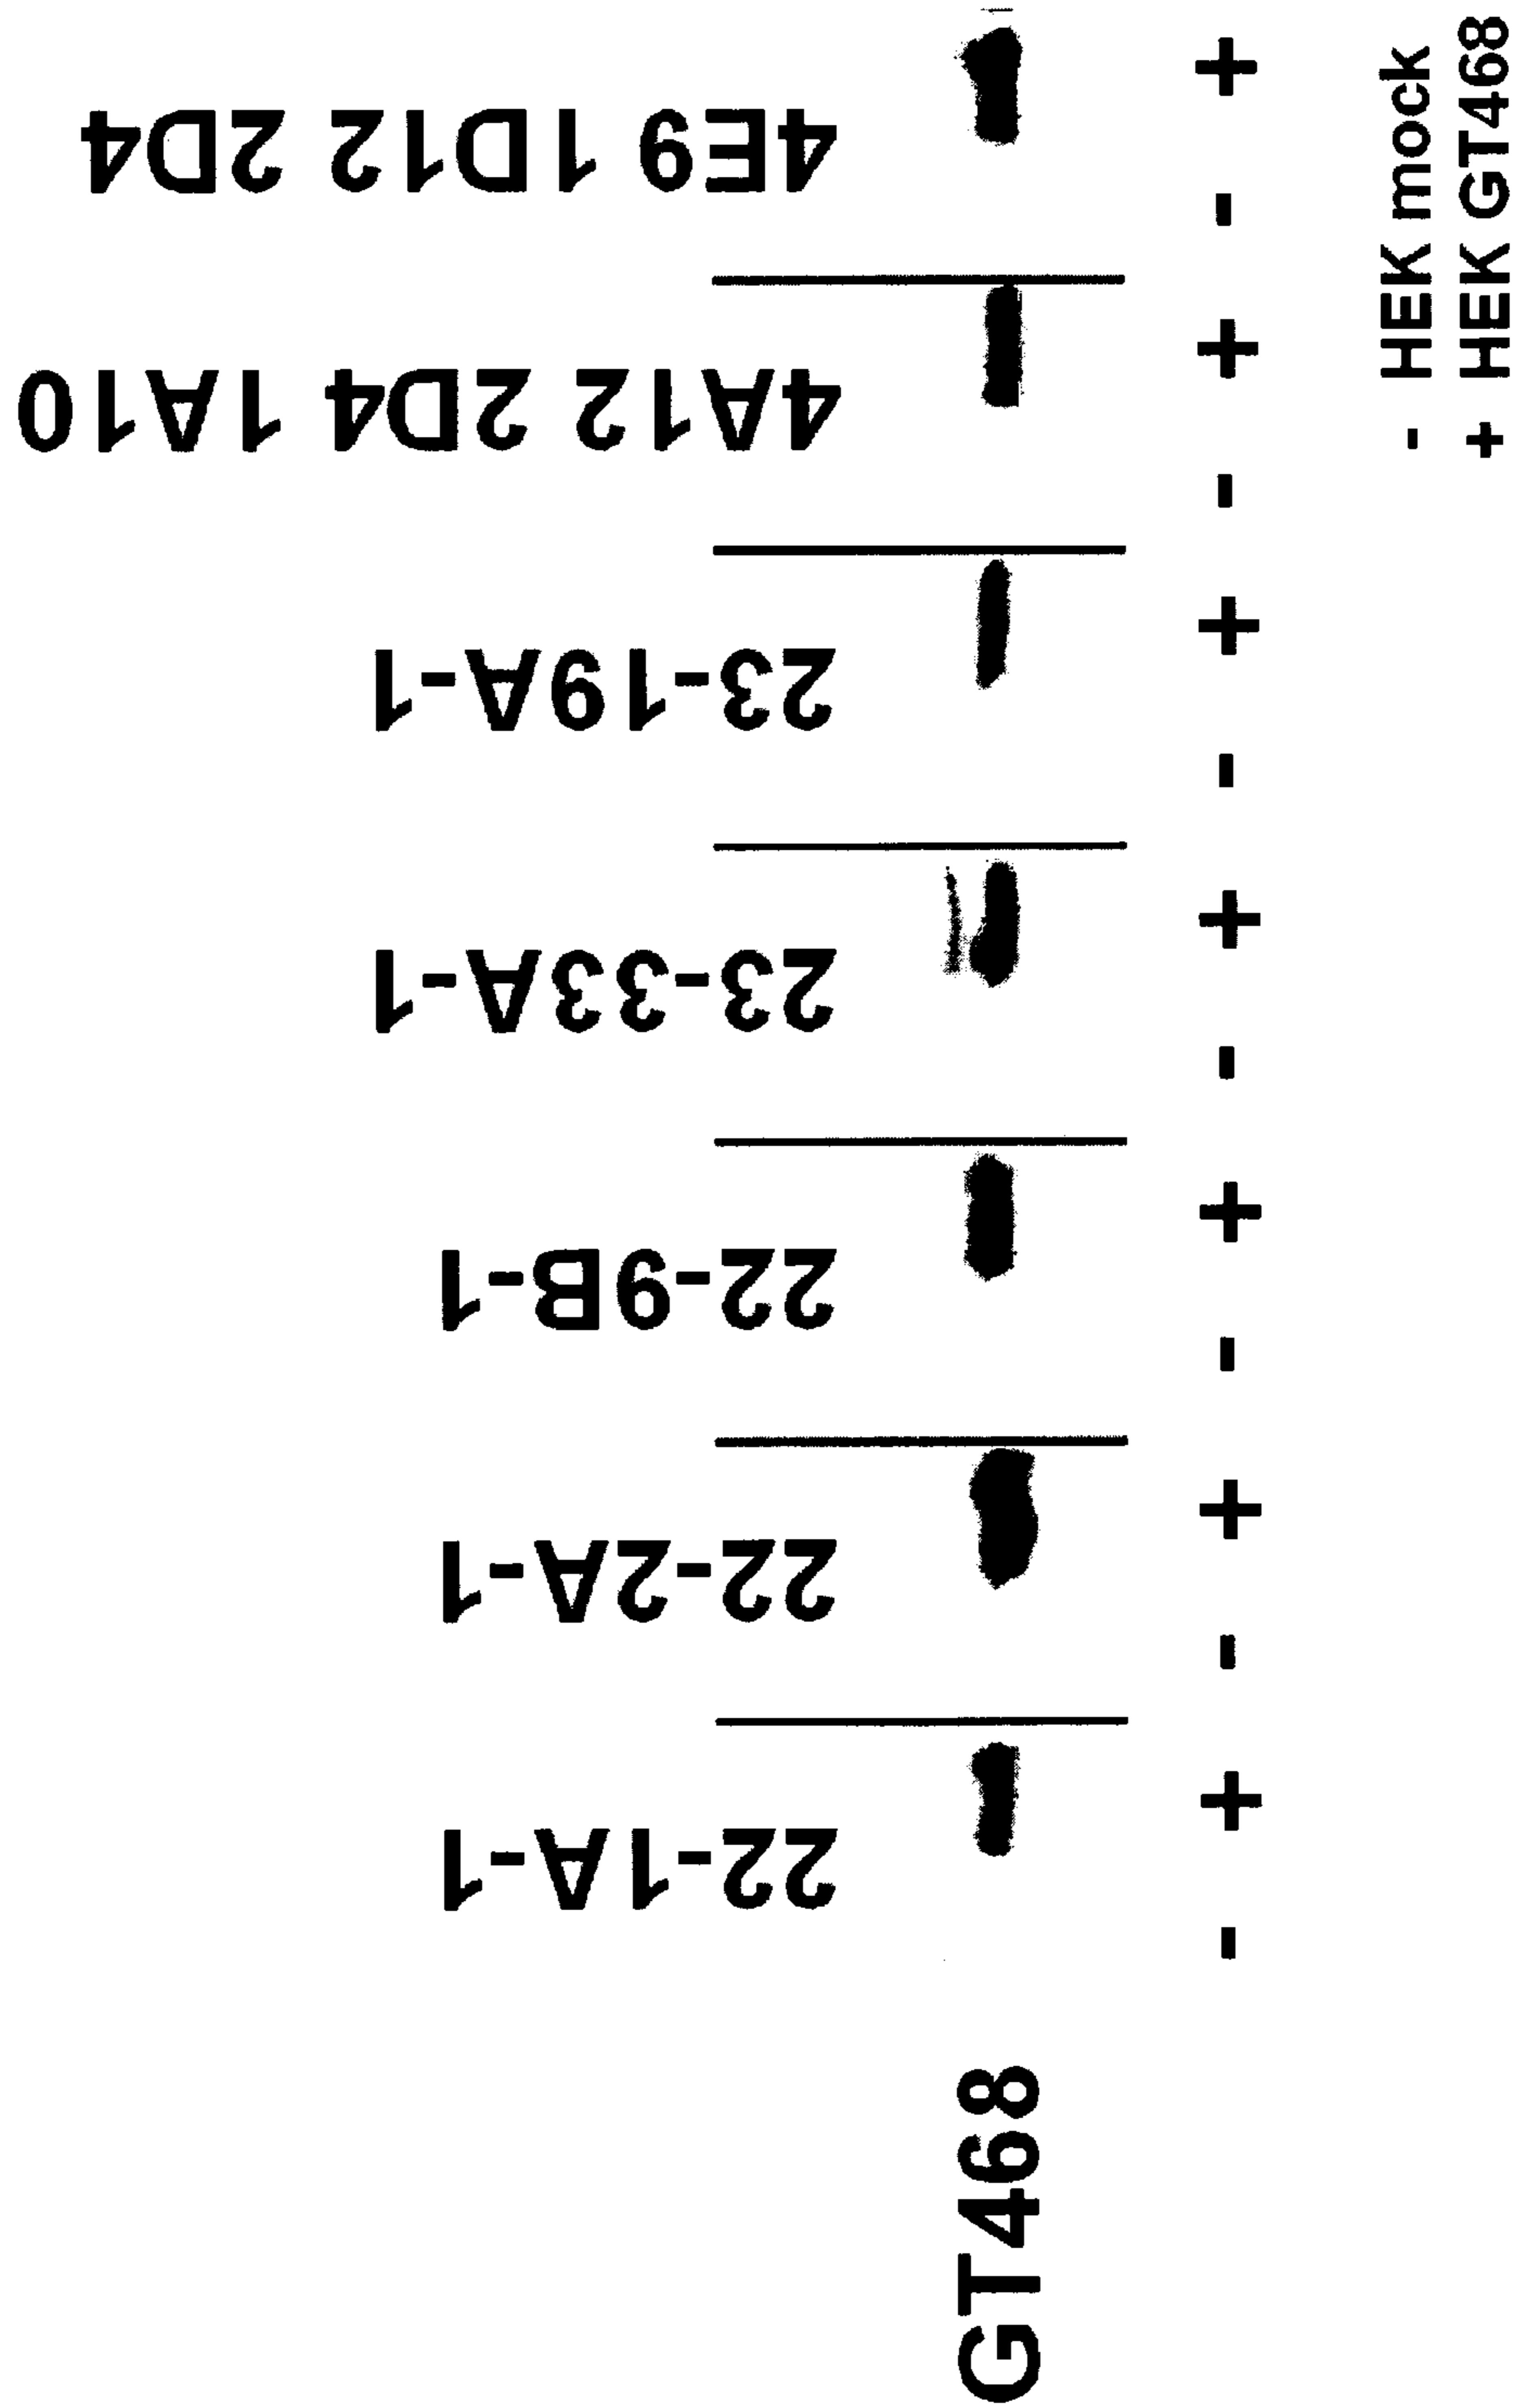 22-1A-1
22-2A-1
22-9B-1
23-33A-1
23-19A-1
4A12 2D4 1A10
4E9 1D12 2D4
GT468
- + - + - + - + - + - + - +
- HEK mock
+ HEK GT468